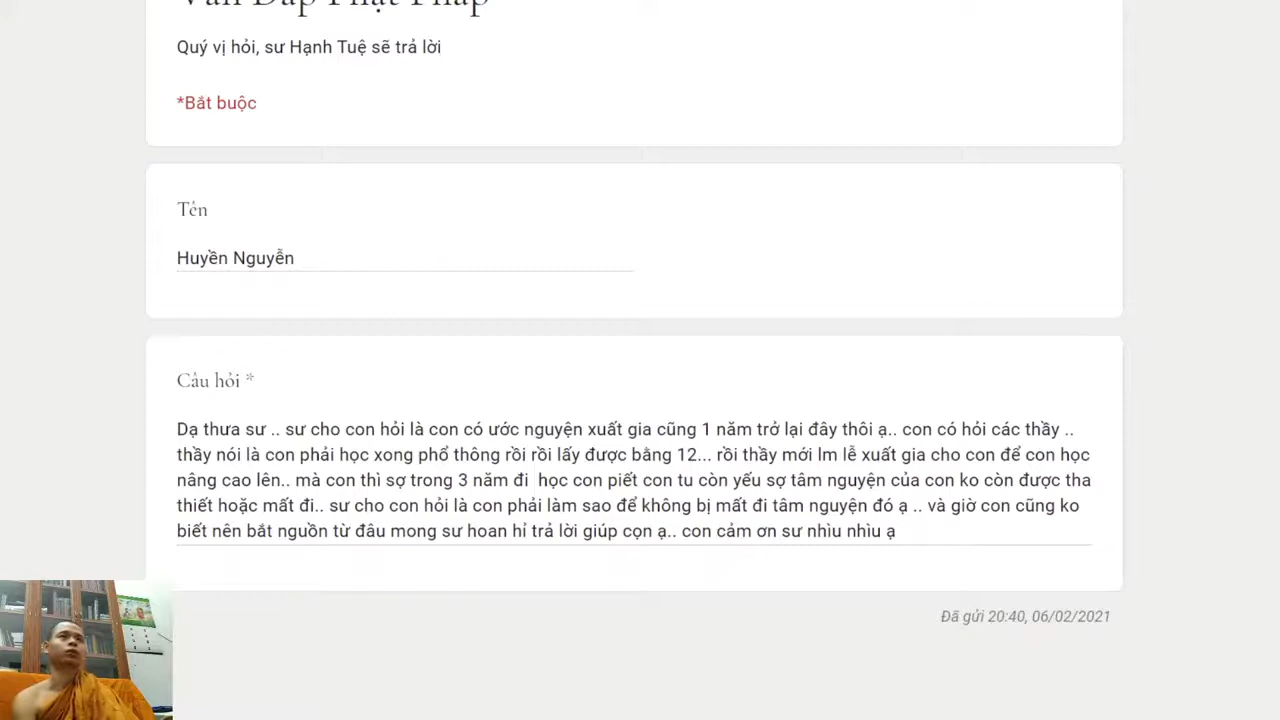 Vấn Đáp Phật Pháp
Quý vị hỏi, sư Hạnh Tuệ sẽ trả lời
*Bắt buộc
Tên
Huyền Nguyễn
Câu hỏi *
Dạ thưa sư .. sư cho con hỏi là con có ước nguyện xuất gia cũng 1 năm trở lại đây thôi ạ.. con có hỏi các thầy ..
thầy nói là con phải học xong phổ thông rồi rồi lấy được bằng 12... rồi thầy mới lm lễ xuất gia cho con để con học
nâng cao lên.. mà con thì sợ trong 3 năm đi  học con piết con tu còn yếu sợ tâm nguyện của con ko còn được tha
thiết hoặc mất đi.. sư cho con hỏi là con phải làm sao để không bị mất đi tâm nguyện đó ạ .. và giờ con cũng ko
biết nên bắt nguồn từ đâu mong sư hoan hỉ trả lời giúp cọn ạ.. con cảm ơn sư nhìu nhìu ạ
Đã gửi 20:40, 06/02/2021